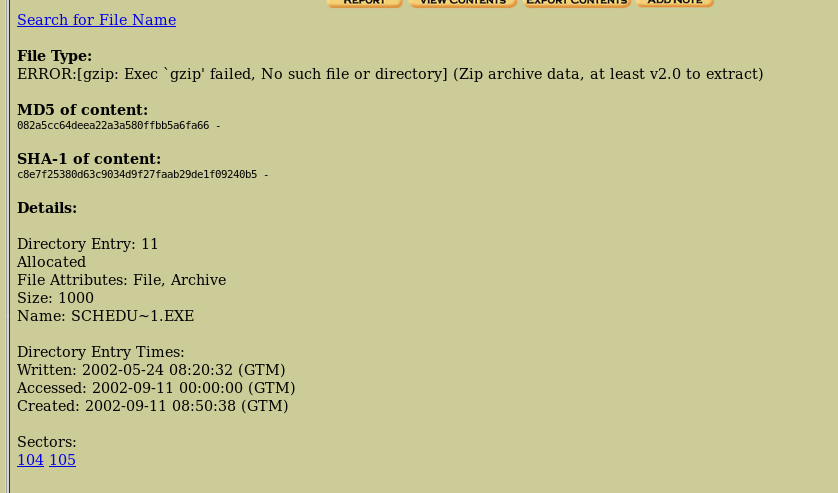 REPORT VIEW CONTENTS EXPORT CONTENTS ADD NOTE
Search for File Name
File Type:
ERROR:[gzip: Exec `gzip' failed, No such file or directory] (Zip archive data, at least v2.0 to extract)
MD5 of content:
082a5cc64deea22a3a580ffbb5a6fa66 -
SHA-1 of content:
c8e7f25380d63c9034d9f27faab29de1f09240b5 -
Details:
Directory Entry: 11
Allocated
File Attributes: File, Archive
Size: 1000
Name: SCHEDU~1.EXE
Directory Entry Times:
Written: 2002-05-24 08:20:32 (GTM)
Accessed: 2002-09-11 00:00:00 (GTM)
Created: 2002-09-11 08:50:38 (GTM)
Sectors:
104 105